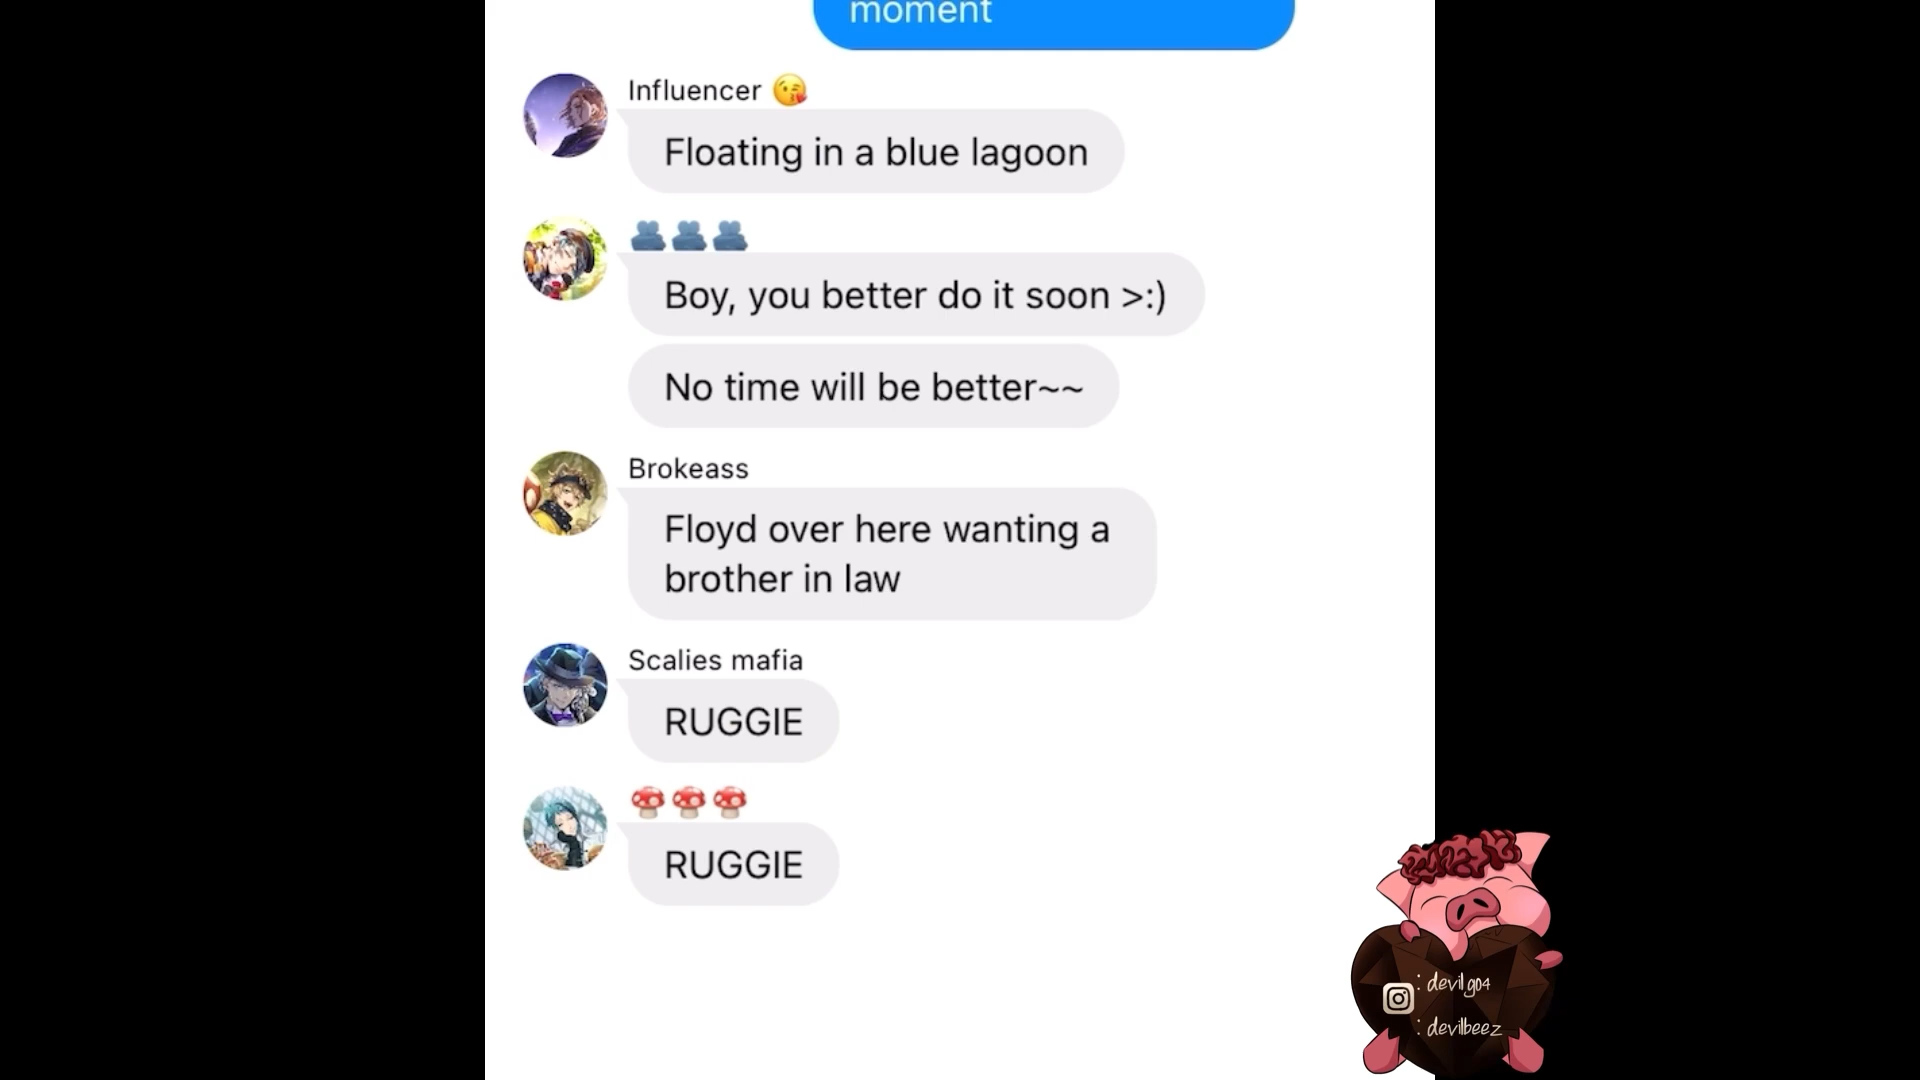 moment
Influencer 😘
Floating in a blue lagoon
🫂🫂🫂
Boy, you better do it soon >:)
No time will be better~~
Brokeass
Floyd over here wanting a
brother in law
Scalies mafia
RUGGIE
🍄🍄🍄
RUGGIE
: devilg04
: devilbeez